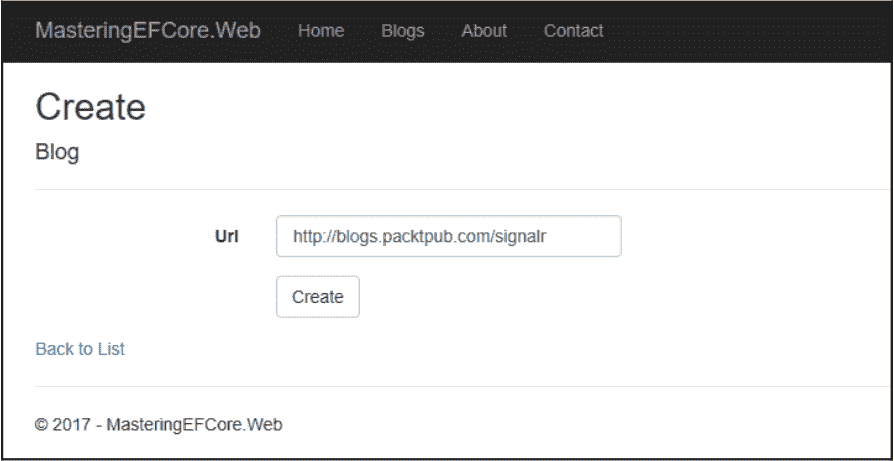 MasteringEFCore.Web Home Blogs About Contact
Create
Blog
Url http://blogs.packtpub.com/signalr
Create
Back to List
© 2017 - MasteringEFCore.Web